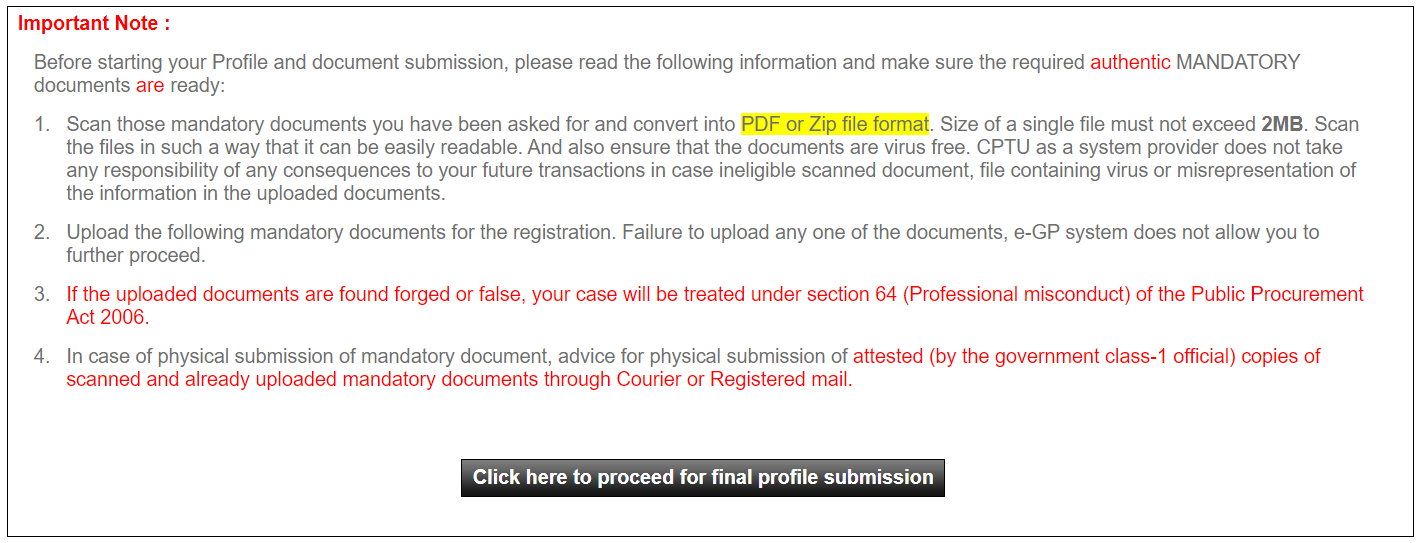 Important Note :
Before starting your Profile and document submission, please read the following information and make sure the required authentic MANDATORY
documents are ready:
1. Scan those mandatory documents you have been asked for and convert into PDF or Zip file format. Size of a single file must not exceed 2MB. Scan
the files in such a way that it can be easily readable. And also ensure that the documents are virus free. CPTU as a system provider does not take
any responsibility of any consequences to your future transactions in case ineligible scanned document, file containing virus or misrepresentation of
the information in the uploaded documents.
2. Upload the following mandatory documents for the registration. Failure to upload any one of the documents, e-GP system does not allow you to
further proceed.
3. If the uploaded documents are found forged or false, your case will be treated under section 64 (Professional misconduct) of the Public Procurement
Act 2006.
4. In case of physical submission of mandatory document, advice for physical submission of attested (by the government class-1 official) copies of
scanned and already uploaded mandatory documents through Courier or Registered mail.
Click here to proceed for final profile submission